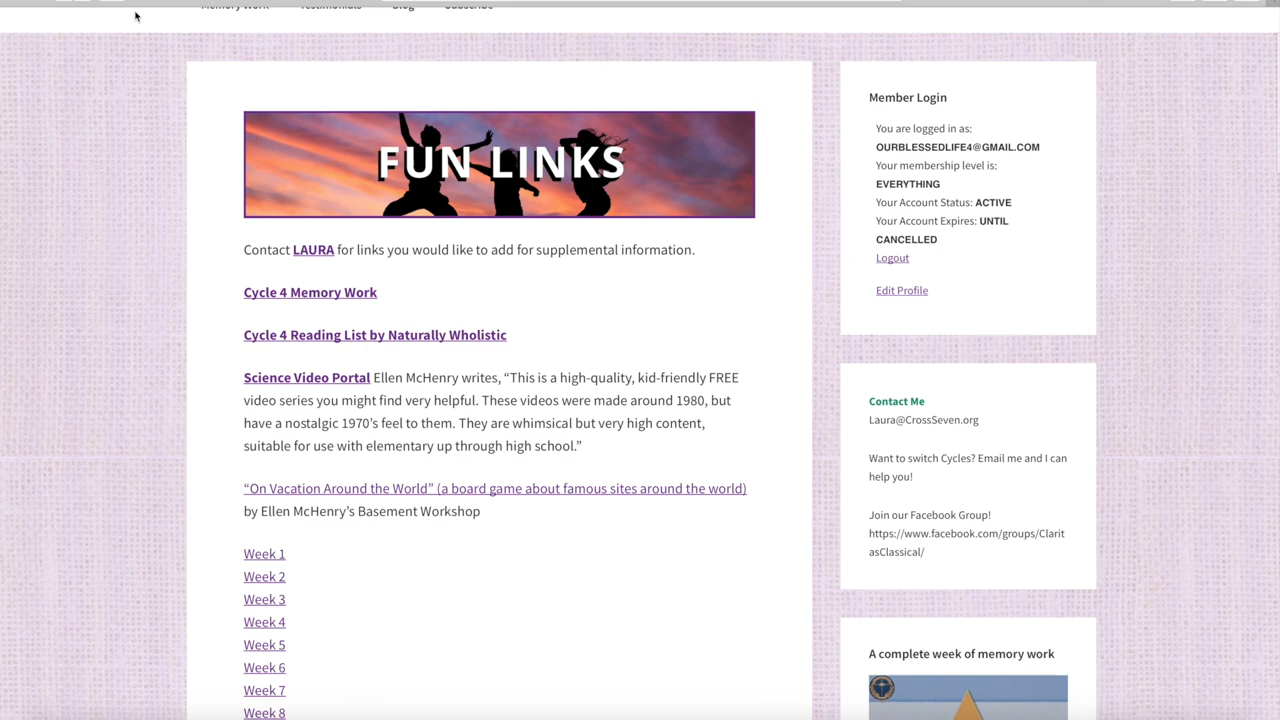 Memory Work Testimonials Blog Subscribe
FUN LINKS
Contact LAURA for links you would like to add for supplemental information.
Cycle 4 Memory Work
Cycle 4 Reading List by Naturally Wholistic
Science Video Portal Ellen McHenry writes, “This is a high-quality, kid-friendly FREE
video series you might find very helpful. These videos were made around 1980, but
have a nostalgic 1970’s feel to them. They are whimsical but very high content,
suitable for use with elementary up through high school.”
“On Vacation Around the World” (a board game about famous sites around the world)
by Ellen McHenry’s Basement Workshop
Week 1
Week 2
Week 3
Week 4
Week 5
Week 6
Week 7
Week 8
Member Login
You are logged in as:
OURBLESSEDLIFE4@GMAIL.COM
Your membership level is:
EVERYTHING
Your Account Status: ACTIVE
Your Account Expires: UNTIL
CANCELLED
Logout
Edit Profile
Contact Me
Laura@CrossSeven.org
Want to switch Cycles? Email me and I can
help you!
Join our Facebook Group!
https://www.facebook.com/groups/Clarit
asClassical/
A complete week of memory work